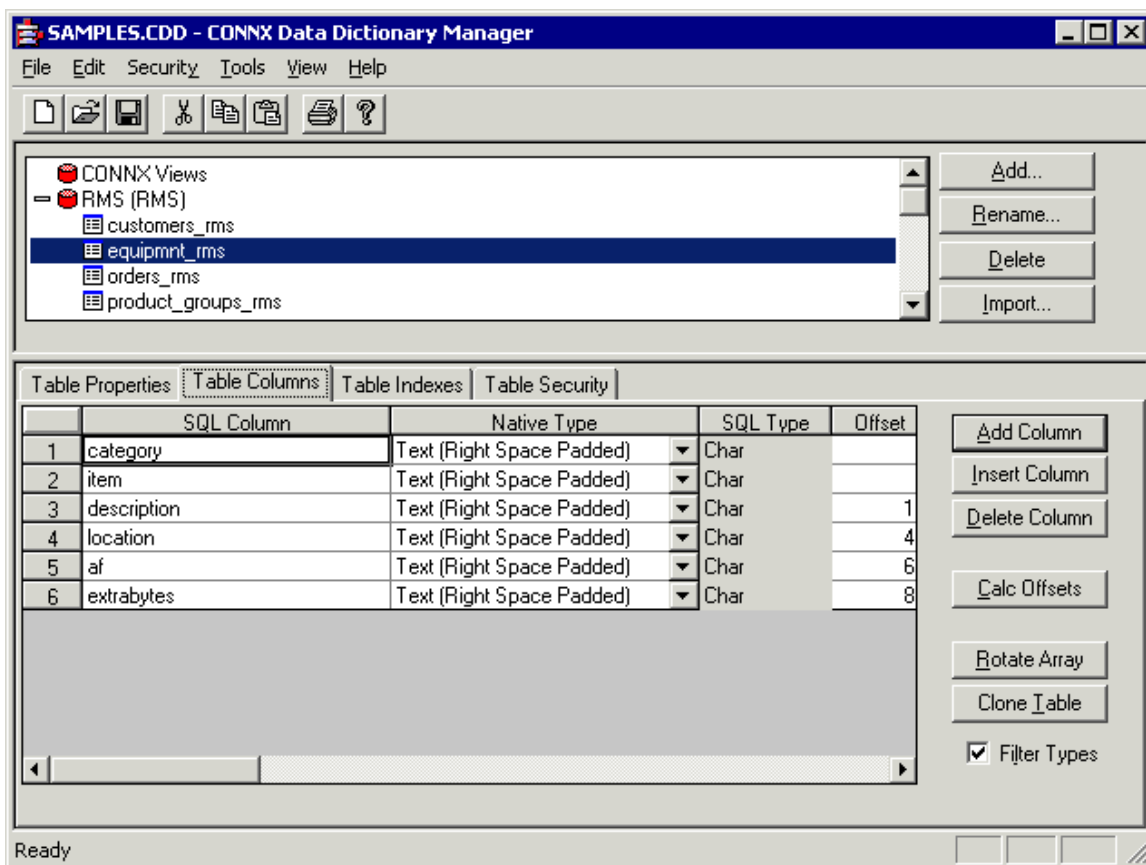 SAMPLES.CDD - CONNX Data Dictionary Manager
File Edit Security Tools View Help
CONNX Views
RMS (RMS)
customers_rms
equipmnt_rms
orders_rms
product_groups_rms
Add...
Rename...
Delete
Import...
Table Properties Table Columns Table Indexes Table Security
SQL Column Native Type SQL Type Offset
1 category Text (Right Space Padded) Char
2 item Text (Right Space Padded) Char
3 description Text (Right Space Padded) Char 1
4 location Text (Right Space Padded) Char 4
5 af Text (Right Space Padded) Char 6
6 extrabytes Text (Right Space Padded) Char 8
Add Column
Insert Column
Delete Column
Calc Offsets
Rotate Array
Clone Table
Filter Types
Ready